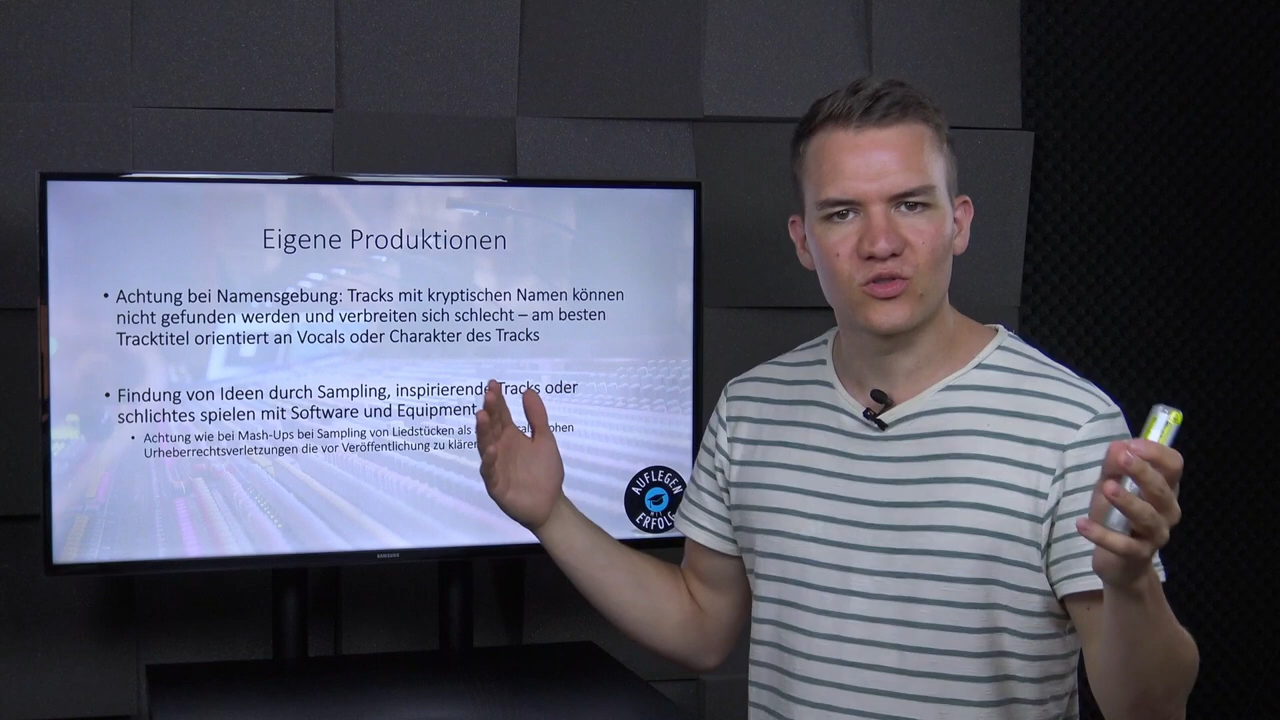 Eigene Produktionen
• Achtung bei Namensgebung: Tracks mit kryptischen Namen können
nicht gefunden werden und verbreiten sich schlecht – am besten
Tracktitel orientiert an Vocals oder Charakter des Tracks
• Findung von Ideen durch Sampling, inspirierende Tracks oder
schlichtes spielen mit Software und Equipment
• Achtung wie bei Mash-Ups bei Sampling von Liedstücken als
Urheberrechtsverletzungen die vor Veröffentlichung zu klären
AUFLEGEN
MIT
ERFOLG
SAMSUNG